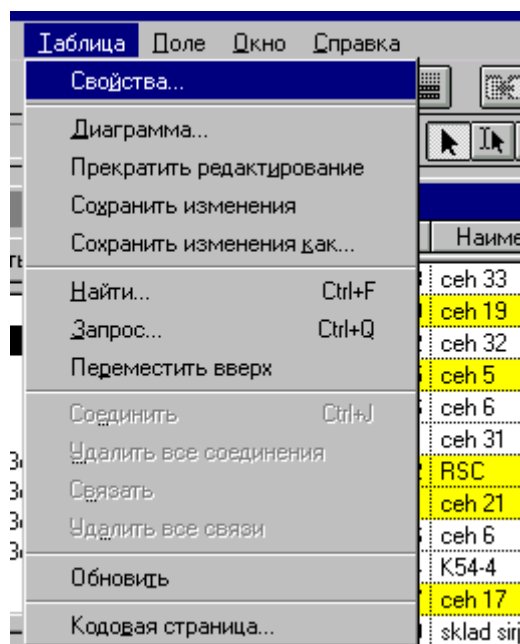 Таблица Поле Окно Справка
Свойства...
Диаграмма...
Прекратить редактирование
Сохранить изменения
Сохранить изменения как...
Найти... Ctrl+F
Запрос... Ctrl+Q
Переместить вверх
Соединить Ctrl+J
Удалить все соединения
Связать
Удалить все связи
Обновить
Кодовая страница...
Наиме
ceh 33
ceh 19
ceh 32
ceh 5
ceh 6
ceh 31
RSC
ceh 21
ceh 6
K54-4
ceh 17
sklad siri